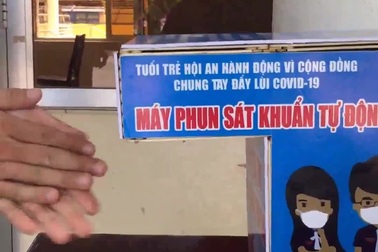 TUỔI TRẺ HỘI AN HÀNH ĐỘNG VÌ CỘNG ĐỒNG
CHUNG TAY ĐẨY LÙI COVID-19
MÁY PHUN SÁT KHUẨN TỰ ĐỘN